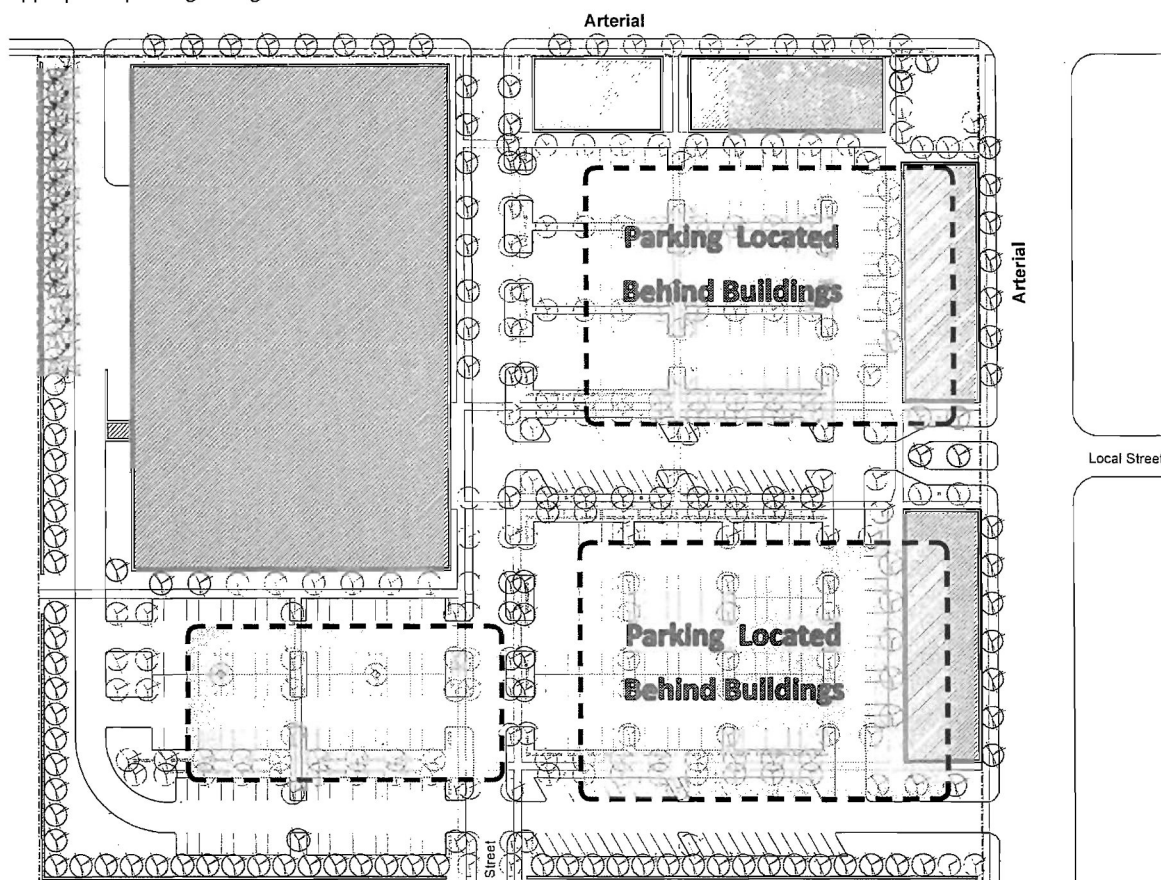 Arterial
Parking Located
Behind Buildings
Arterial
Local Street
Parking Located
Behind Buildings
Street